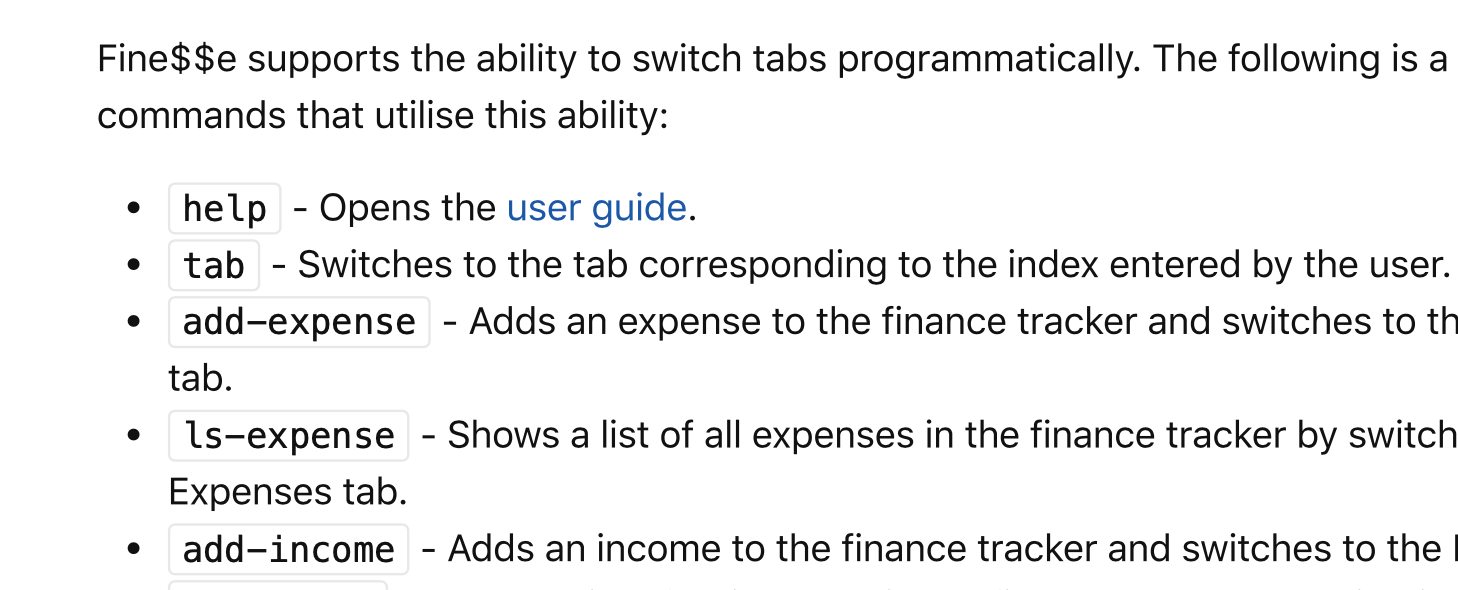 Fine$$e supports the ability to switch tabs programmatically. The following is a
commands that utilise this ability:
• help - Opens the user guide.
• tab - Switches to the tab corresponding to the index entered by the user.
• add-expense - Adds an expense to the finance tracker and switches to th
tab.
• ls-expense - Shows a list of all expenses in the finance tracker by switch
Expenses tab.
• add-income - Adds an income to the finance tracker and switches to the